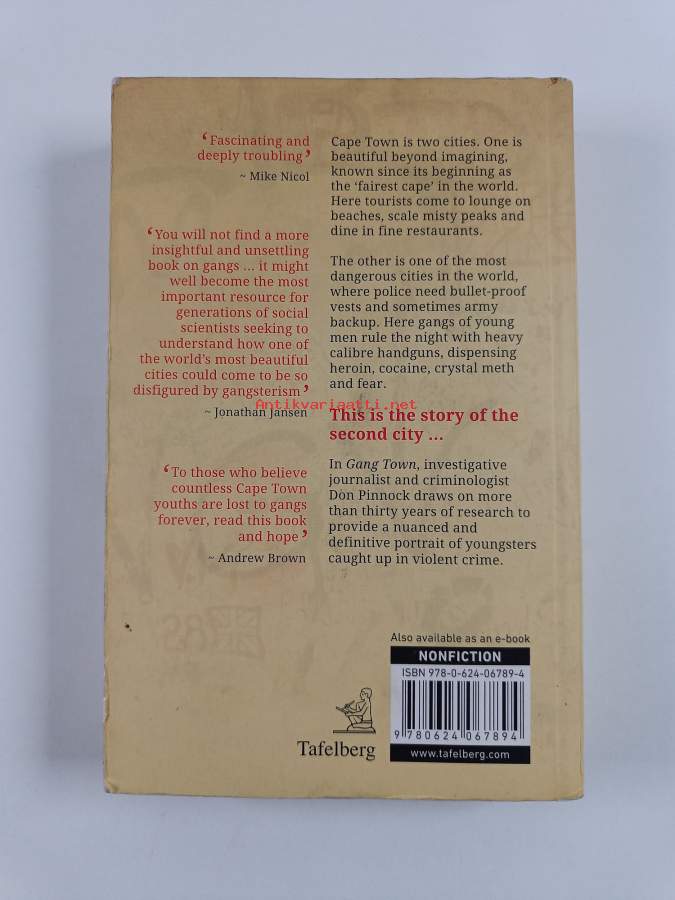 ‘Fascinating and
deeply troubling’
~ Mike Nicol
‘You will not find a more
insightful and unsettling
book on gangs ... it might
well become the most
important resource for
generations of social
scientists seeking to
understand how one of
the world's most beautiful
cities could come to be so
disfigured by gangsterism’
~ Jonathan Jansen
‘To those who believe
countless Cape Town
youths are lost to gangs
forever, read this book
and hope’
~ Andrew Brown
Cape Town is two cities. One is
beautiful beyond imagining,
known since its beginning as
the ‘fairest cape’ in the world.
Here tourists come to lounge on
beaches, scale misty peaks and
dine in fine restaurants.
The other is one of the most
dangerous cities in the world,
where police need bullet-proof
vests and sometimes army
backup. Here gangs of young
men rule the night with heavy
calibre handguns, dispensing
heroin, cocaine, crystal meth
and fear.
Antikvariaatti.net
This is the story of the
second city ...
In Gang Town, investigative
journalist and criminologist
Don Pinnock draws on more
than thirty years of research to
provide a nuanced and
definitive portrait of youngsters
caught up in violent crime.
Also available as an e-book
NONFICTION
ISBN 978-0-624-06789-4
9 780624 067894
www.tafelberg.com
Tafelberg